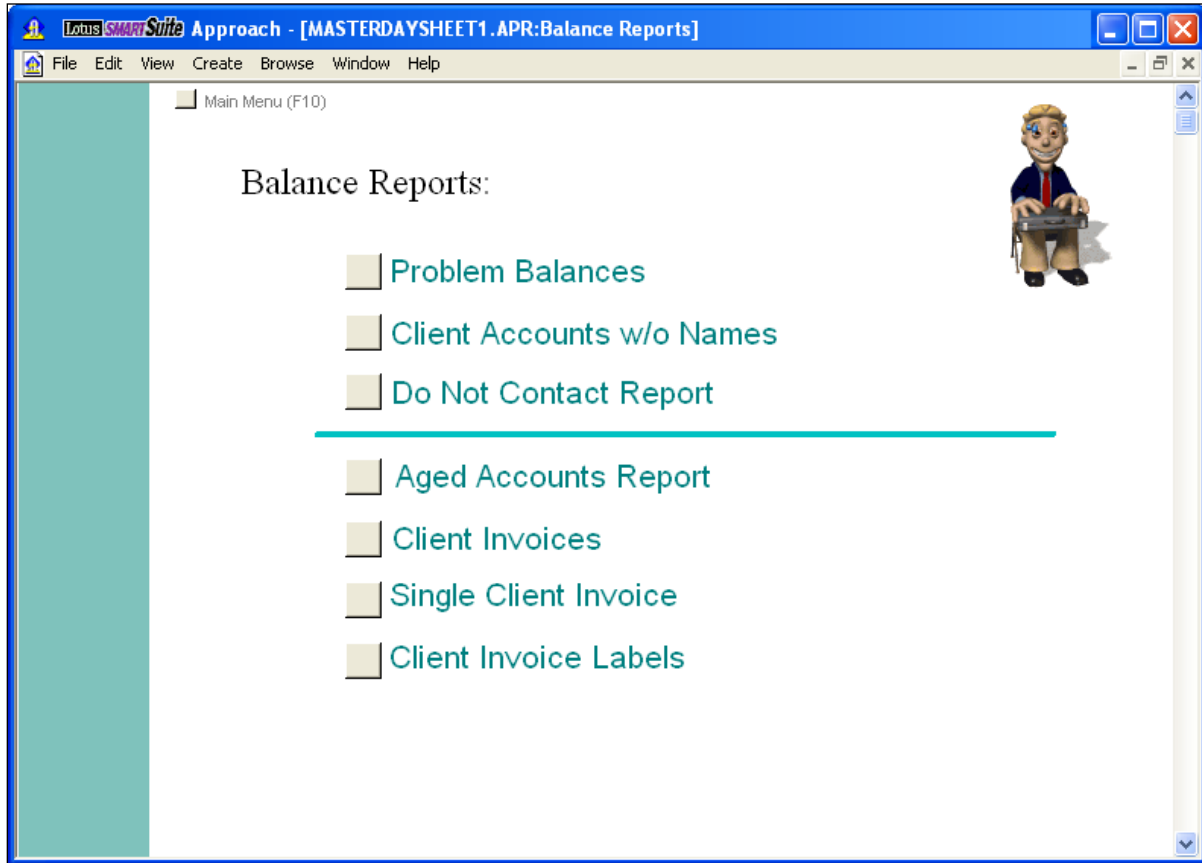 Lotus SMARTSuite Approach - [MASTERDAYSHEET1.APR:Balance Reports]
File Edit View Create Browse Window Help
Main Menu (F10)
Balance Reports:
Problem Balances
Client Accounts w/o Names
Do Not Contact Report
Aged Accounts Report
Client Invoices
Single Client Invoice
Client Invoice Labels